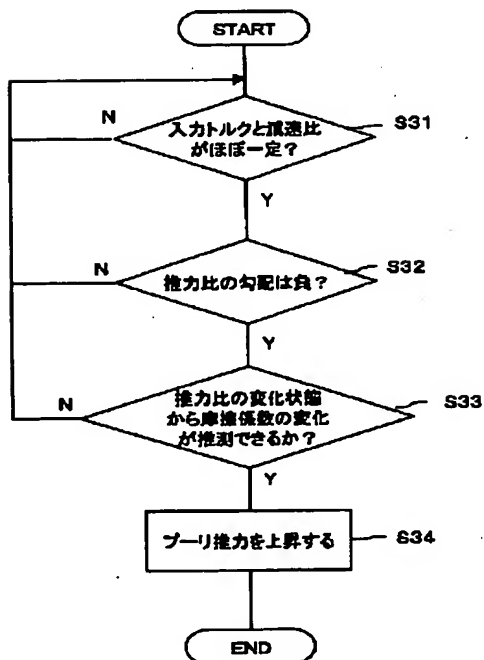 START
N
入力トルクと減速比
がほぼ一定?
S31
Y
N
推力比の勾配は負?
S32
Y
N
推力比の変化状態
から摩擦係数の変化
が推測できるか?
S33
Y
プーリ推力を上昇する
S34
END